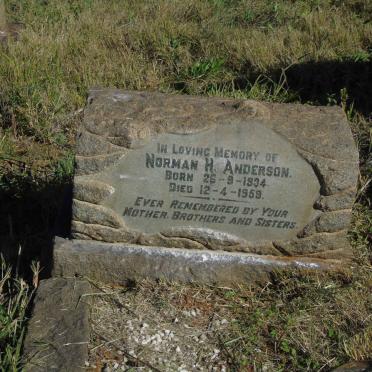 In Loving Memory of
Norman H. Anderson.
Born 26-9-1934
Died 12-4-1959.
Ever Remembered by Your
Mother, Brothers and Sisters